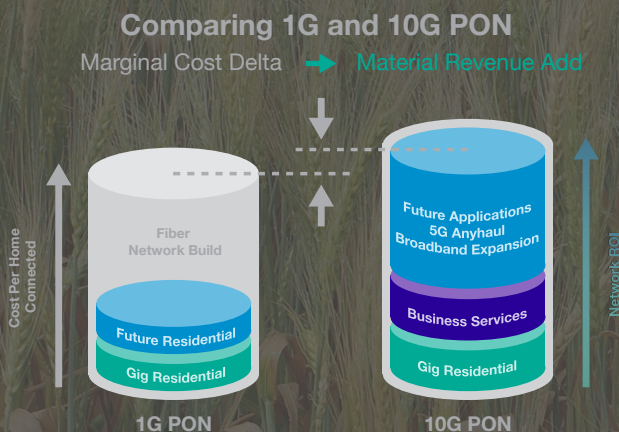 Comparing 1G and 10G PON
Marginal Cost Delta
Material Revenue Add
Cost Per Home
Connected
Fiber
Network Build
Future Residential
Gig Residential
1G PON
Future Applications
5G Anyhaul
Broadband Expansion
Business Services
Gig Residential
10G PON
Network ROI